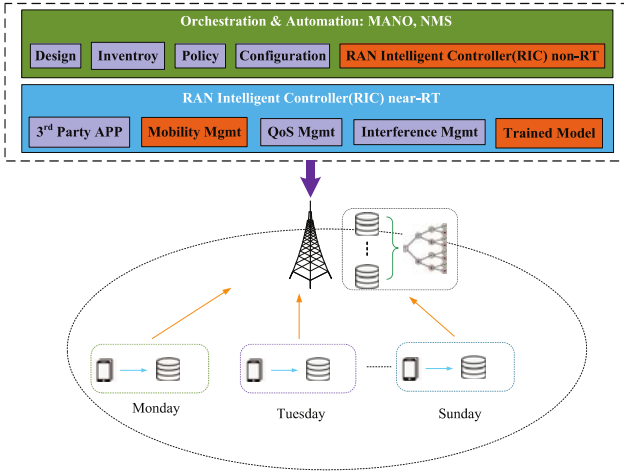 Orchestration & Automation: MANO, NMS
Design
Inventroy
Policy
Configuration
RAN Intelligent Controller(RIC) non-RT
RAN Intelligent Controller(RIC) near-RT
3rd Party APP
Mobility Mgmt
QoS Mgmt
Interference Mgmt
Trained Model
Monday
Tuesday
Sunday